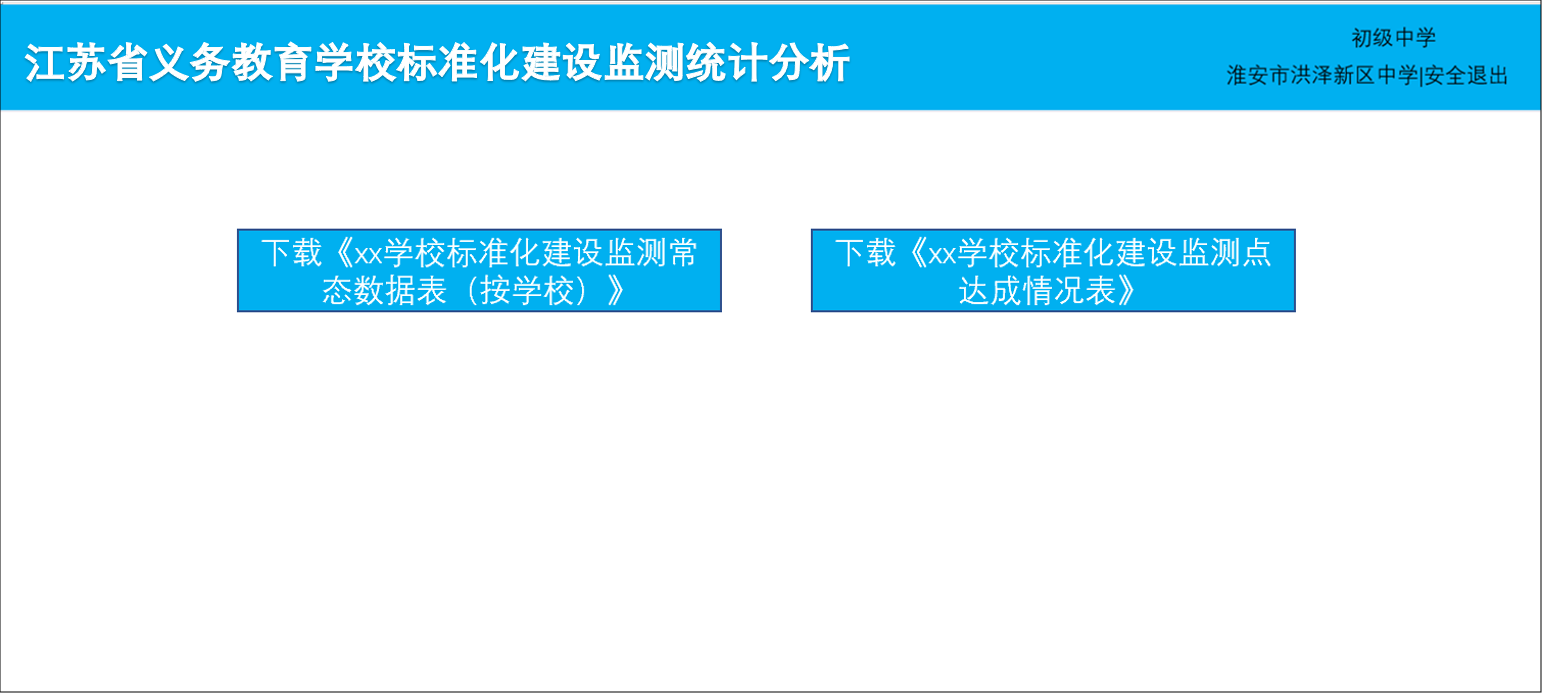 江苏省义务教育学校标准化建设监测统计分析
初级中学
淮安市洪泽新区中学|安全退出
下载《xx学校标准化建设监测常
态数据表（按学校）》
下载《xx学校标准化建设监测点
达成情况表》